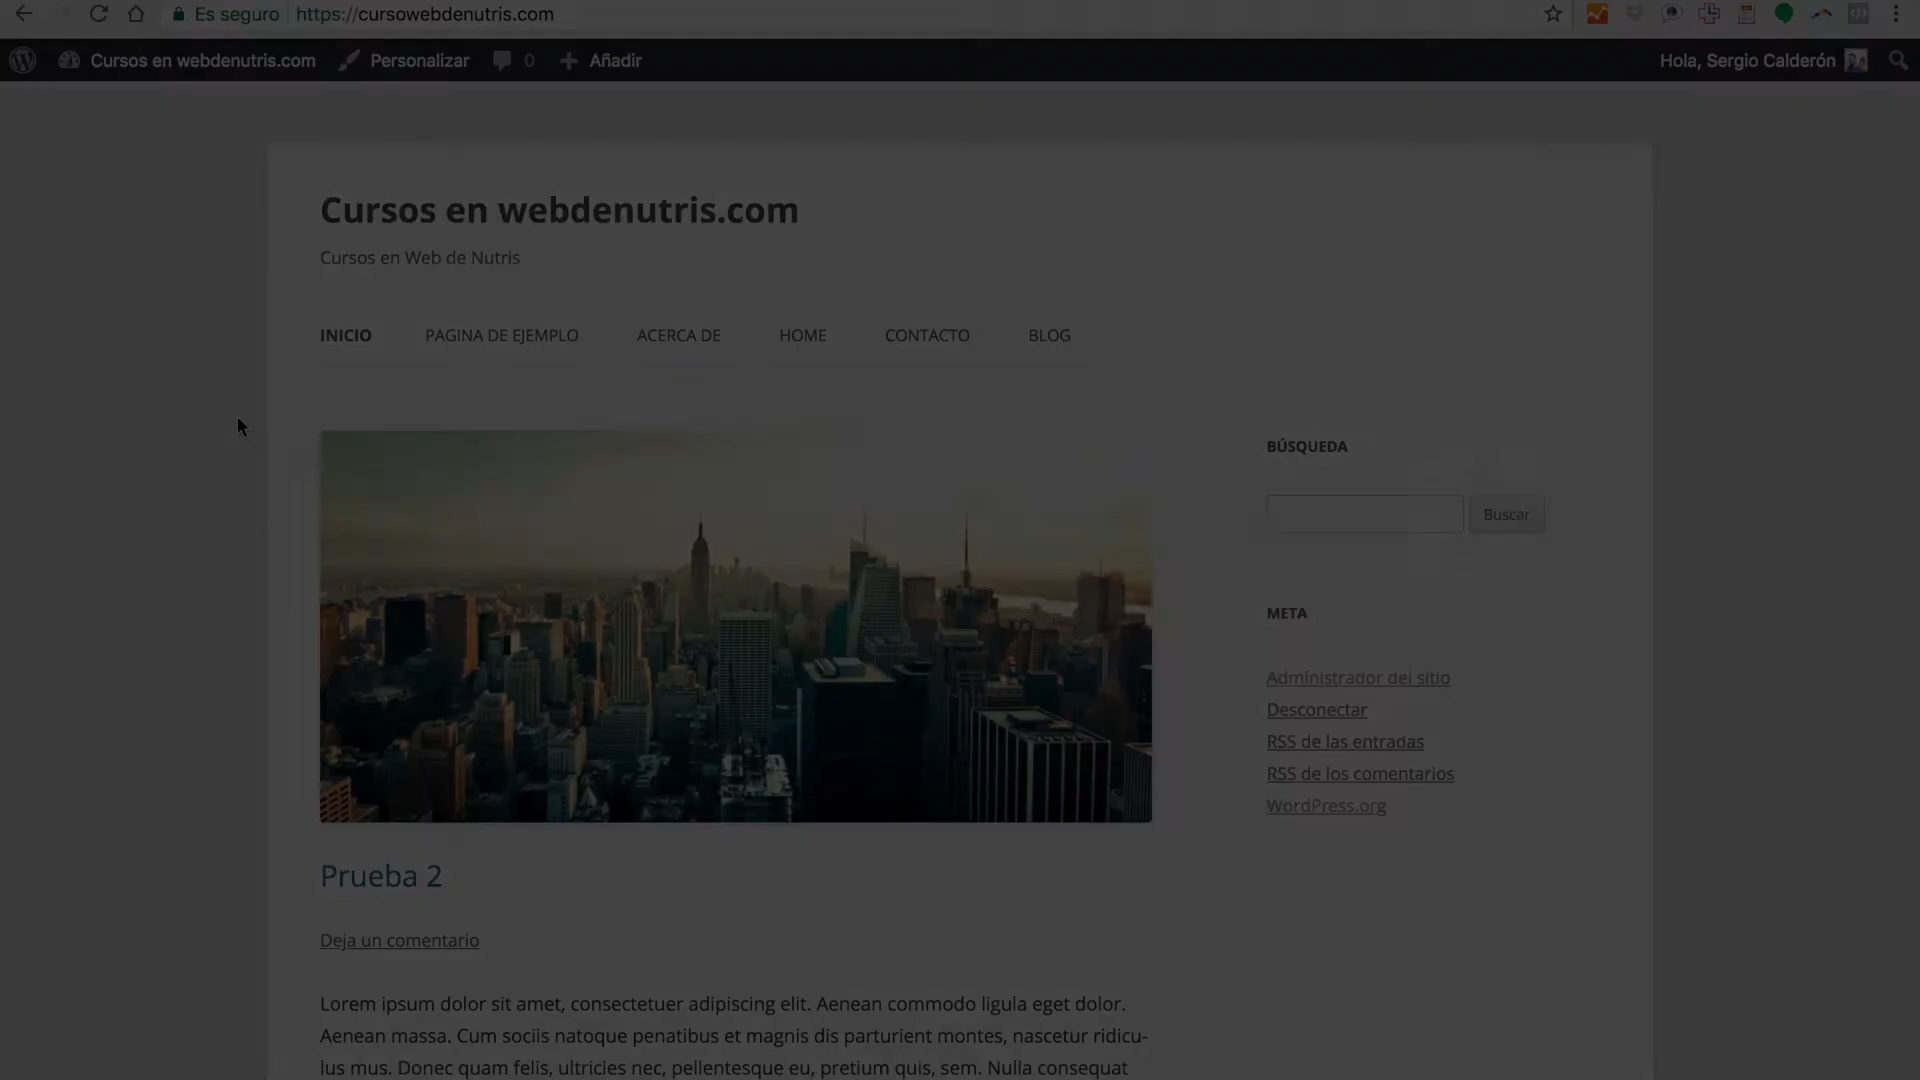 Es seguro https://cursowebdenutris.com
Cursos en webdenutris.com Personalizar 0 Añadir Hola, Sergio Calderón
Cursos en webdenutris.com
Cursos en Web de Nutris
INICIO PAGINA DE EJEMPLO ACERCA DE HOME CONTACTO BLOG
BÚSQUEDA
Buscar
META
Administrador del sitio
Desconectar
RSS de las entradas
RSS de los comentarios
WordPress.org
Prueba 2
Deja un comentario
Lorem ipsum dolor sit amet, consectetuer adipiscing elit. Aenean commodo ligula eget dolor.
Aenean massa. Cum sociis natoque penatibus et magnis dis parturient montes, nascetur ridicu-
lus mus. Donec quam felis, ultricies nec, pellentesque eu, pretium quis, sem. Nulla consequat